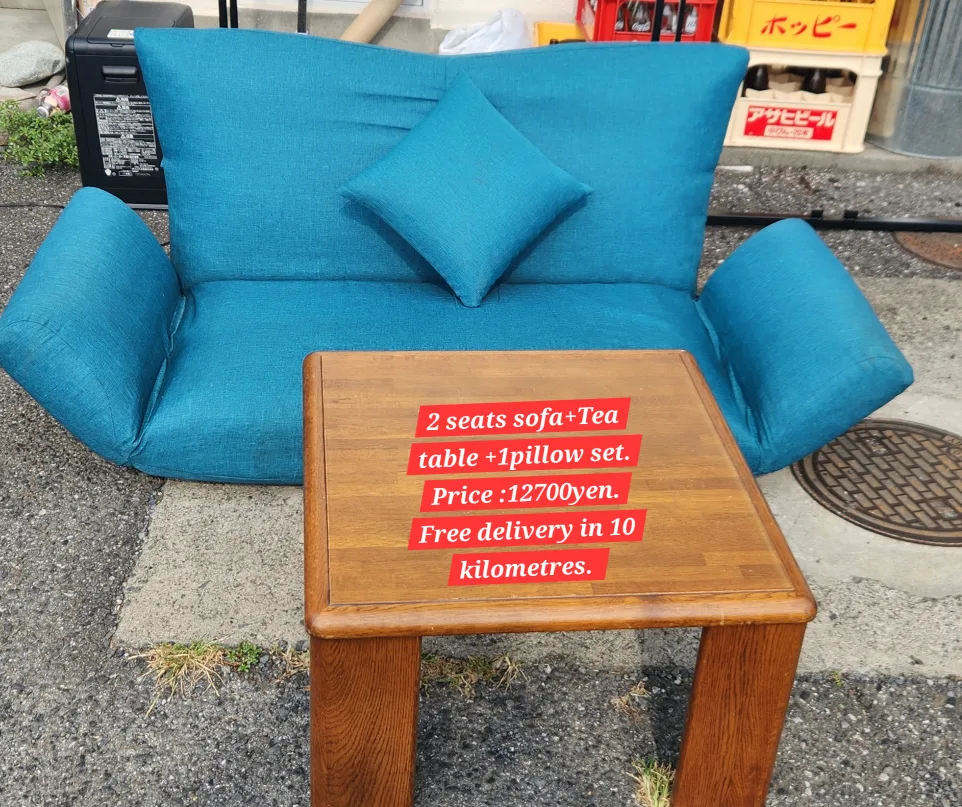 ホッピー
アサヒビール
2 seats sofa+Tea
table +1pillow set.
Price :12700yen.
Free delivery in 10
kilometres.